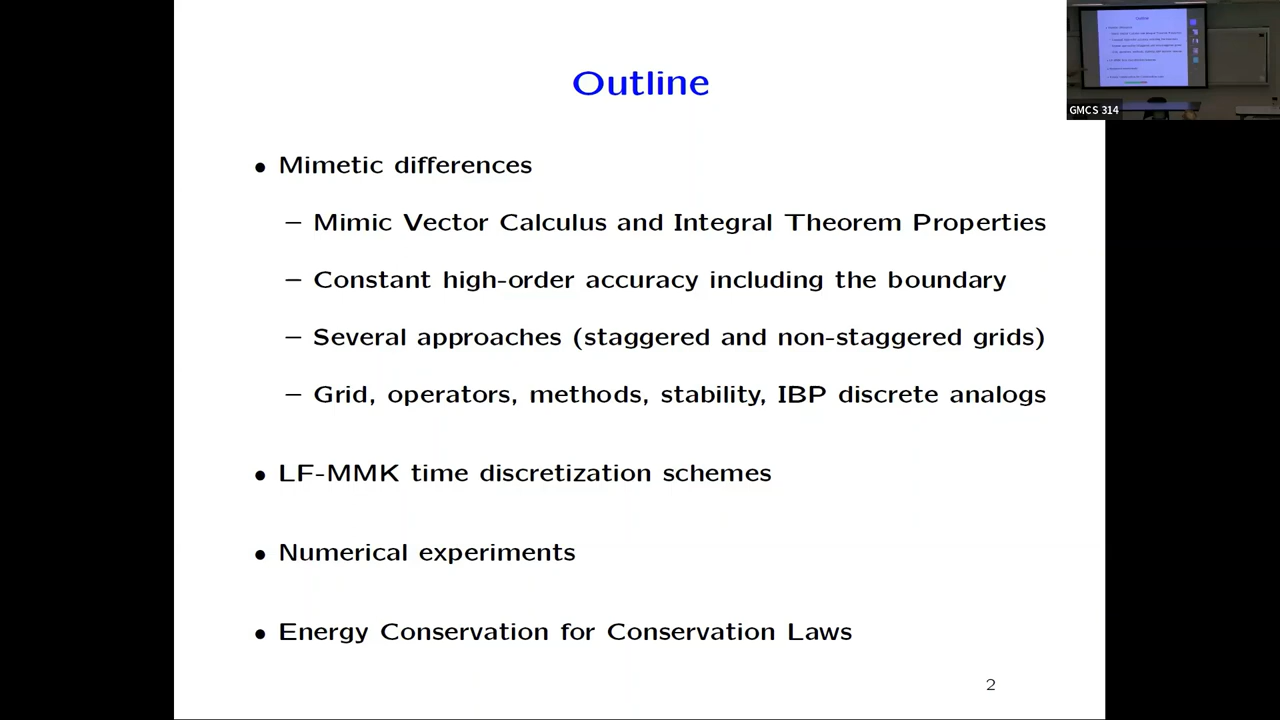 Outline
GMCS 314
• Mimetic differences
– Mimic Vector Calculus and Integral Theorem Properties
– Constant high-order accuracy including the boundary
– Several approaches (staggered and non-staggered grids)
– Grid, operators, methods, stability, IBP discrete analogs
• LF-MMK time discretization schemes
• Numerical experiments
• Energy Conservation for Conservation Laws
2